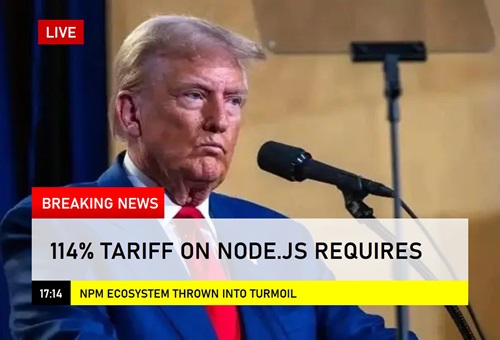 LIVE
BREAKING NEWS
114% TARIFF ON NODE.JS REQUIRES
17:14 NPM ECOSYSTEM THROWN INTO TURMOIL